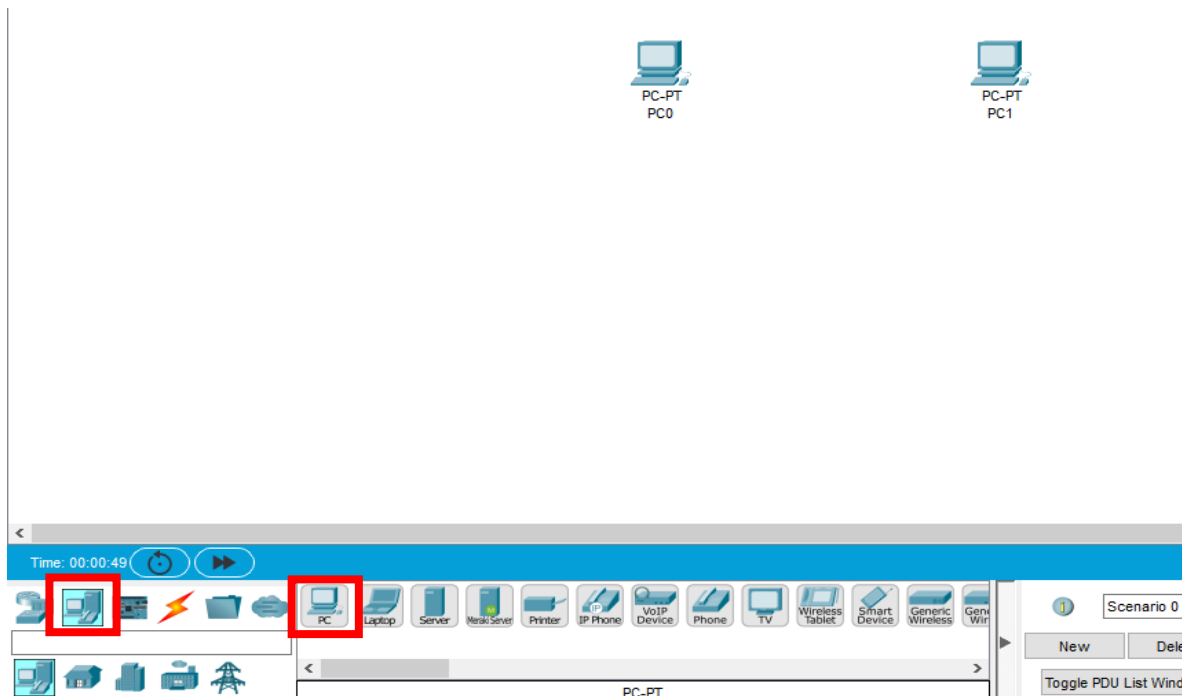 PC-PT
PC0
PC-PT
PC1
Time: 00:00:49
PC
Laptop
Server
Meraki Server
Printer
IP Phone
VoIP
Device
Phone
TV
Wireless
Tablet
Smart
Device
Generic
Wireless
Scenario 0
New
PC-PT
Toggle PDU List